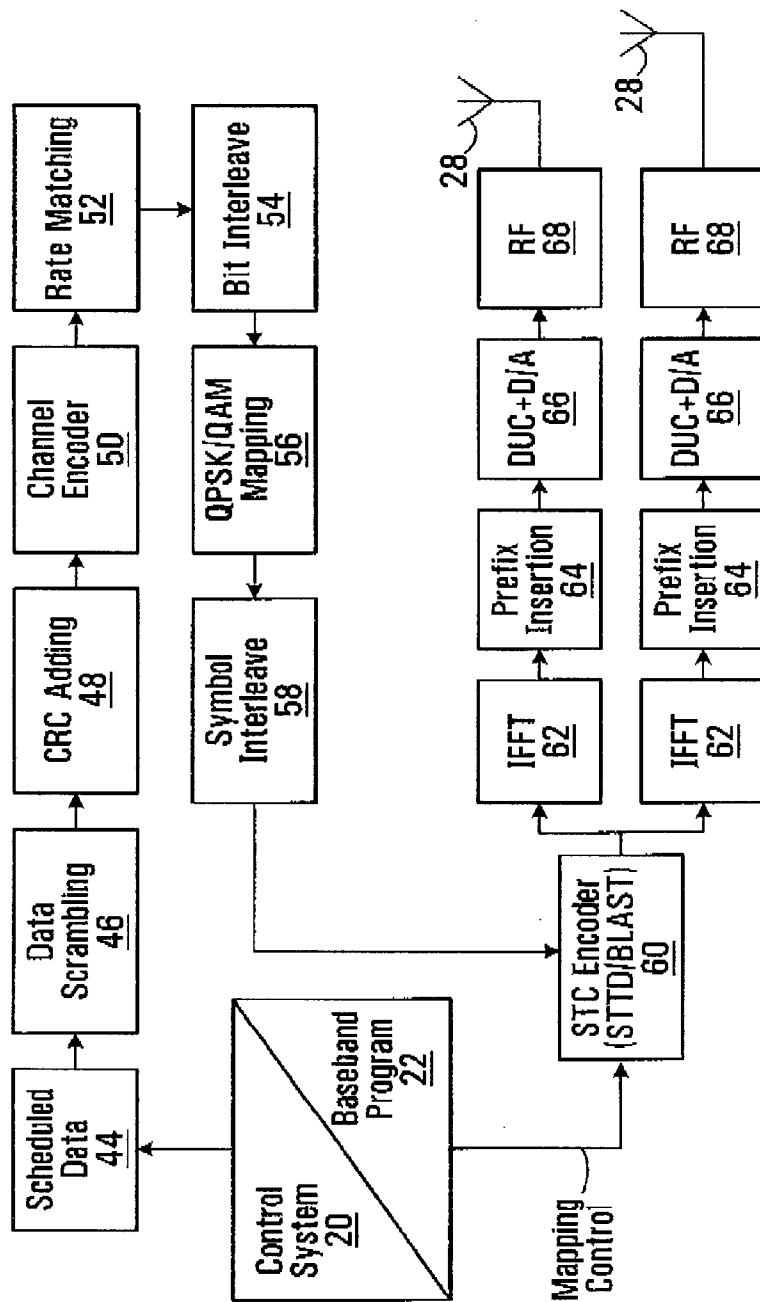 Scheduled
Data
44
Data
Scrambling
46
CRC Adding
48
Channel
Encoder
50
Rate Matching
52
Bit Interleave
54
QPSK/QAM
Mapping
56
Symbol
Interleave
58
Control
System
20
Baseband
Program
22
Mapping
Control
STC Encoder
(STTD/BLAST)
60
IFFT
62
Prefix
Insertion
64
DUC+D/A
66
RF
68
28
IFFT
62
Prefix
Insertion
64
DUC+D/A
66
RF
68
28